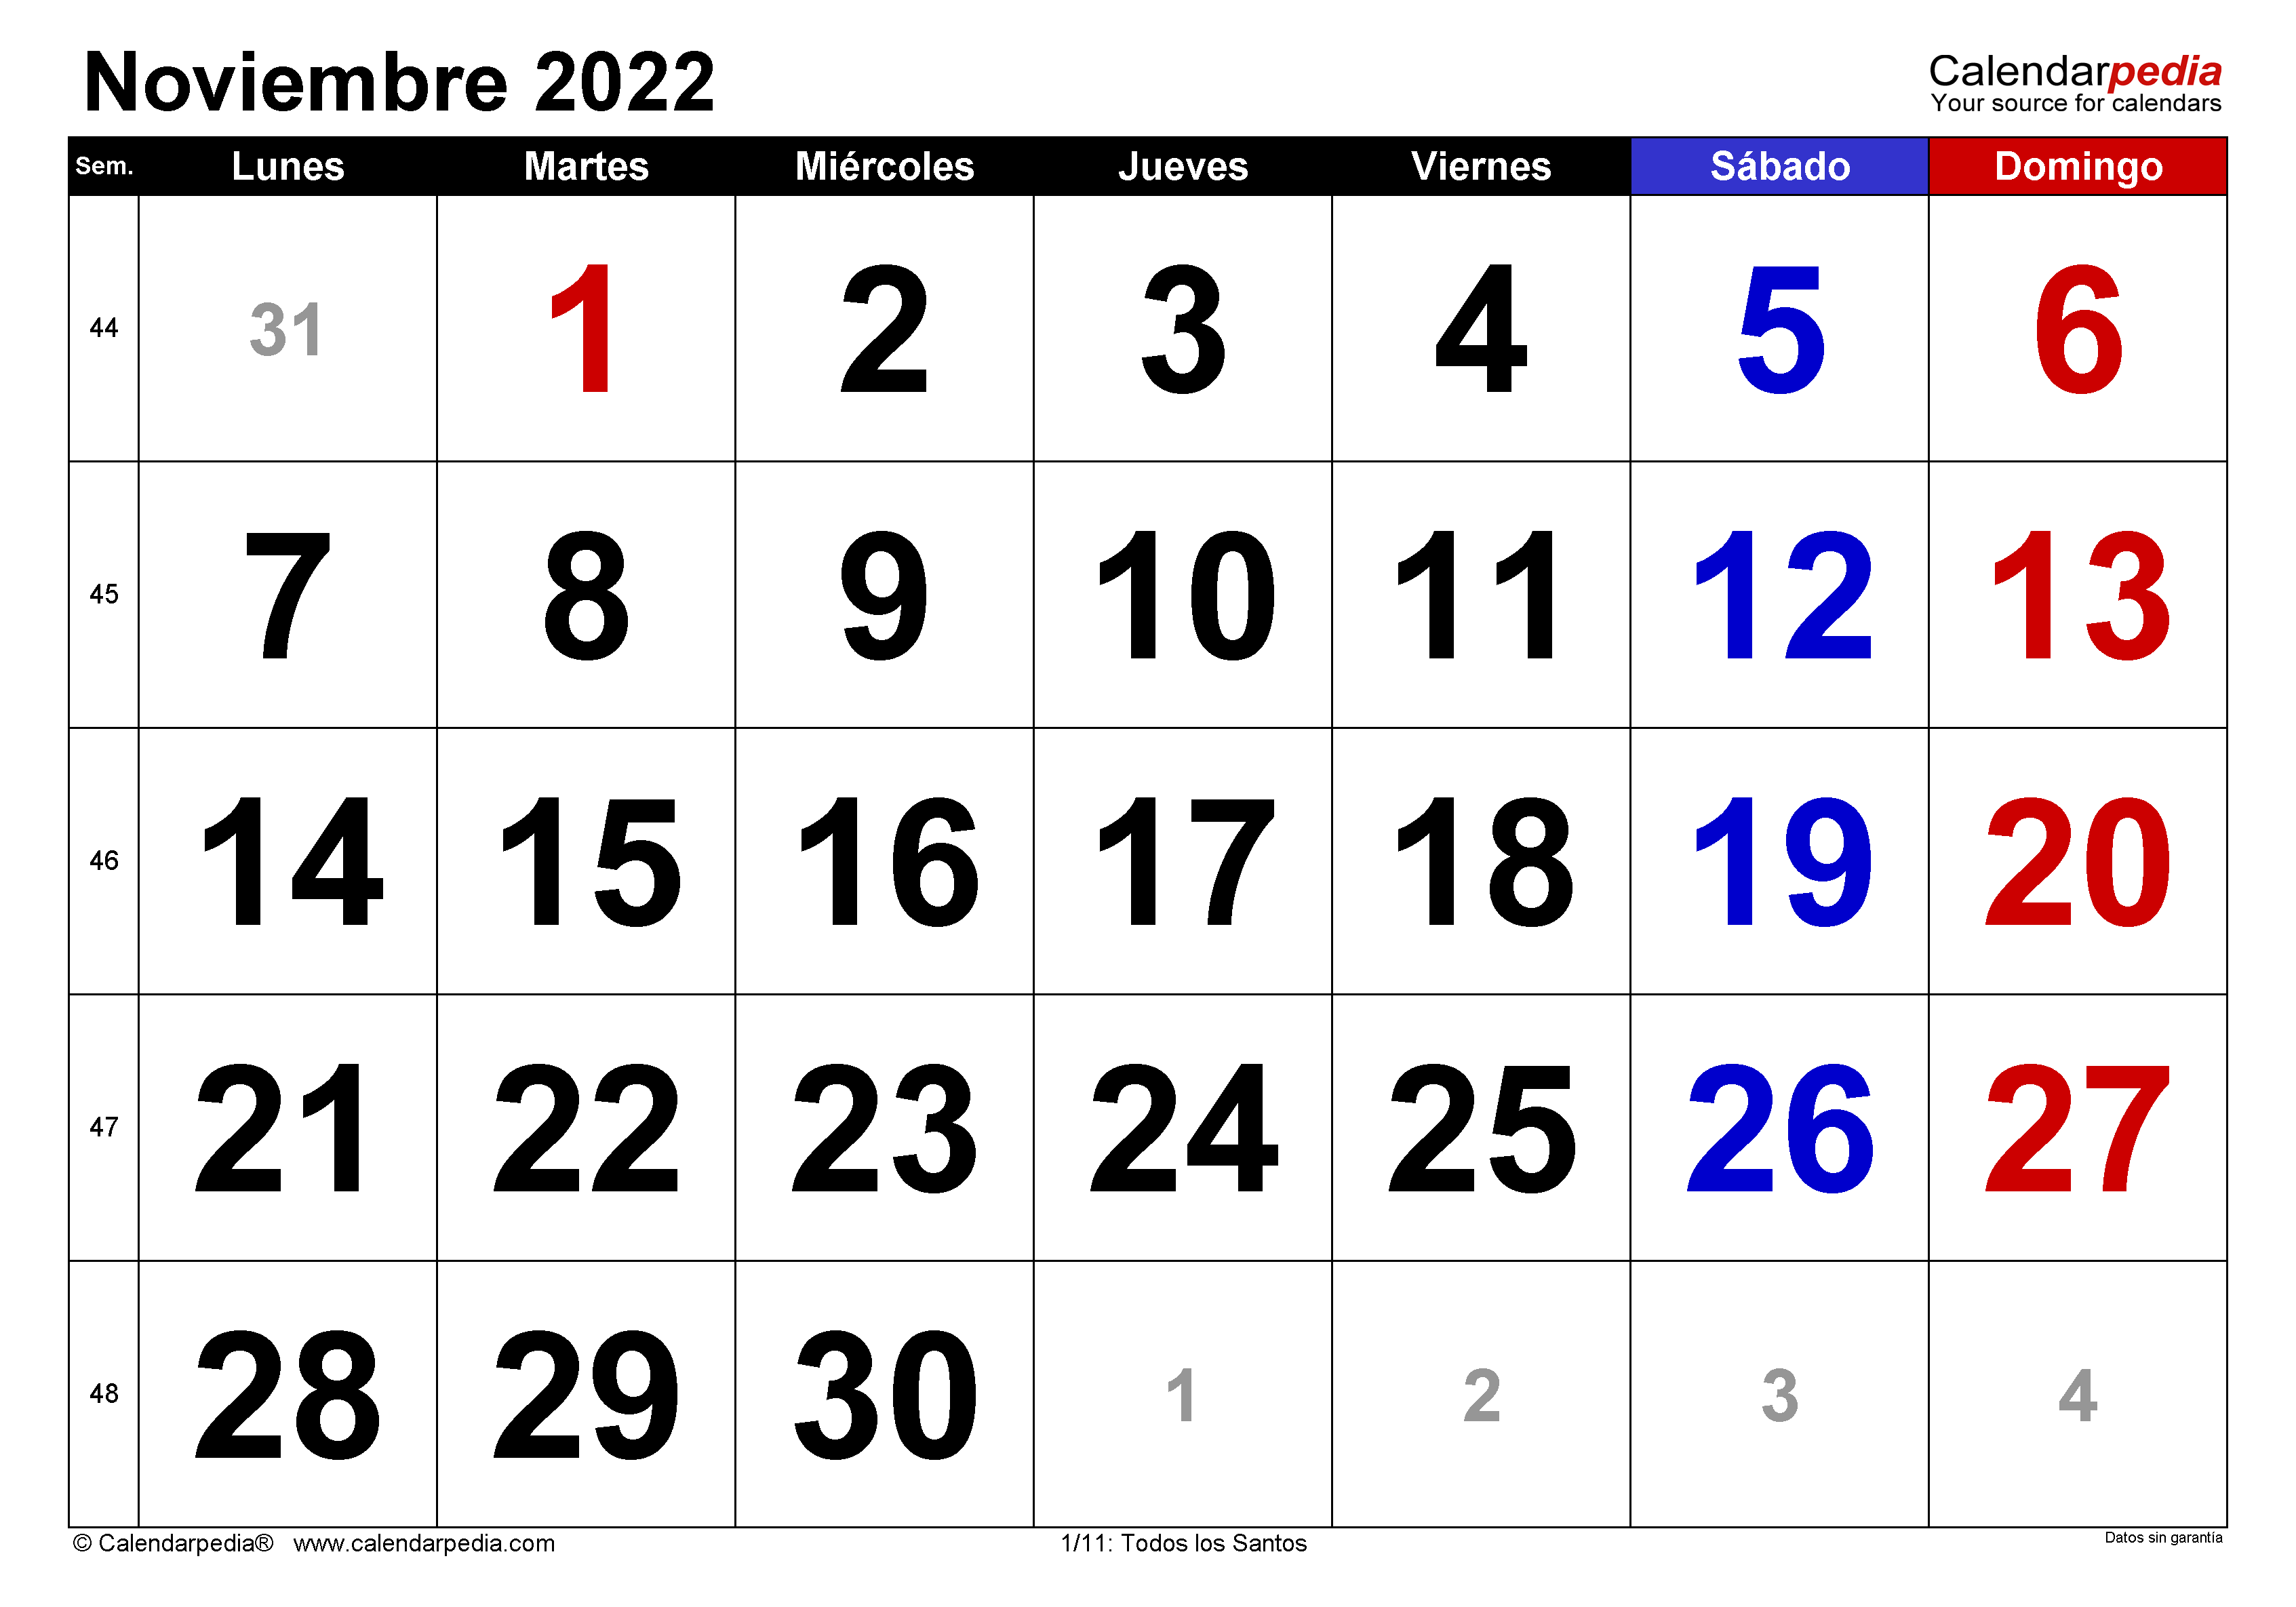 Noviembre 2022
Calendarpedia
Your source for calendars
Sem. Lunes Martes Miércoles Jueves Viernes Sábado Domingo
44 31 1 2 3 4 5 6
45 7 8 9 10 11 12 13
46 14 15 16 17 18 19 20
47 21 22 23 24 25 26 27
48 28 29 30 1 2 3 4
© Calendarpedia® www.calendarpedia.com 1/11: Todos los Santos Datos sin garantía